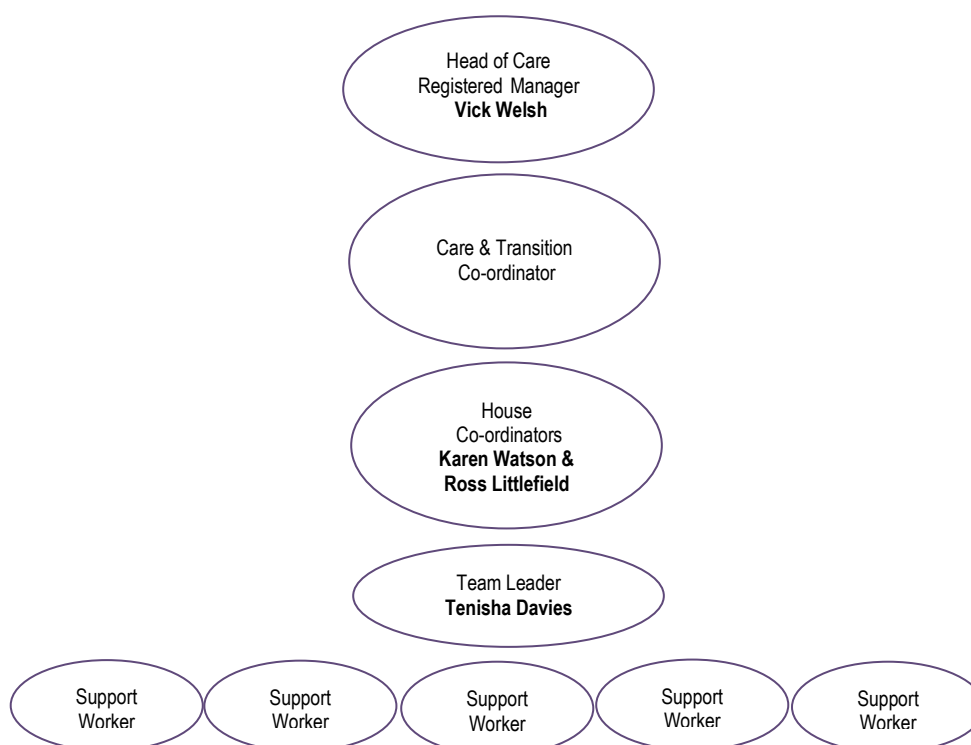 Head of Care
Registered Manager
Vick Welsh
Care & Transition
Co-ordinator
House
Co-ordinators
Karen Watson &
Ross Littlefield
Team Leader
Tenisha Davies
Support
Worker
Support
Worker
Support
Worker
Support
Worker
Support
Worker